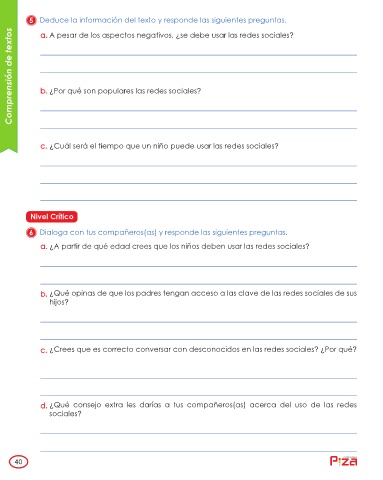 Comprensión de textos
5 Deduce la información del texto y responde las siguientes preguntas.
a. A pesar de los aspectos negativos, ¿se debe usar las redes sociales?
b. ¿Por qué son populares las redes sociales?
c. ¿Cuál será el tiempo que un niño puede usar las redes sociales?
Nivel Crítico
6 Dialoga con tus compañeros(as) y responde las siguientes preguntas.
a. ¿A partir de qué edad crees que los niños deben usar las redes sociales?
b. ¿Qué opinas de que los padres tengan acceso a las clave de las redes sociales de sus
hijos?
c. ¿Crees que es correcto conversar con desconocidos en las redes sociales? ¿Por qué?
d. ¿Qué consejo extra les darías a tus compañeros(as) acerca del uso de las redes
sociales?
40